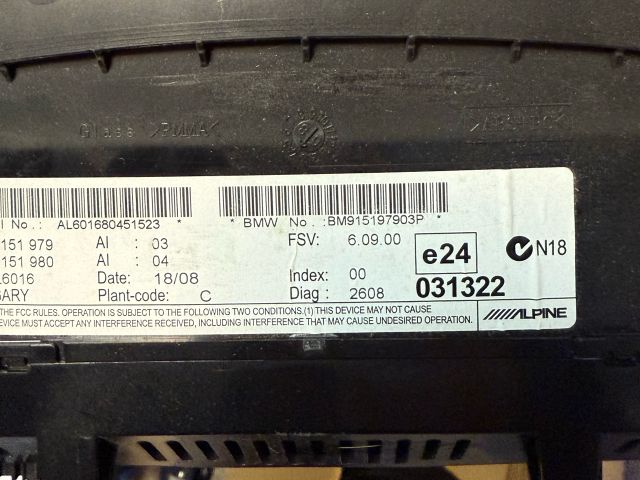 Glass >PMMA<
l No. : AL601680451523 * * BMW No. :BM915197903P *
151 979 AI : 03 FSV: 6.09.00
151 980 AI : 04 e24 N18
L6016 Date: 18/08 Index: 00
GARY Plant-code: C Diag : 2608 031322
THE FCC RULES. OPERATION IS SUBJECT TO THE FOLLOWING TWO CONDITIONS.(1) THIS DEVICE MAY NOT CAUSE
EVICE MUST ACCEPT ANY INTERFERENCE RECEIVED, INCLUDING INTERFERENCE THAT MAY CAUSE UNDESIRED OPERATION.
ALPINE